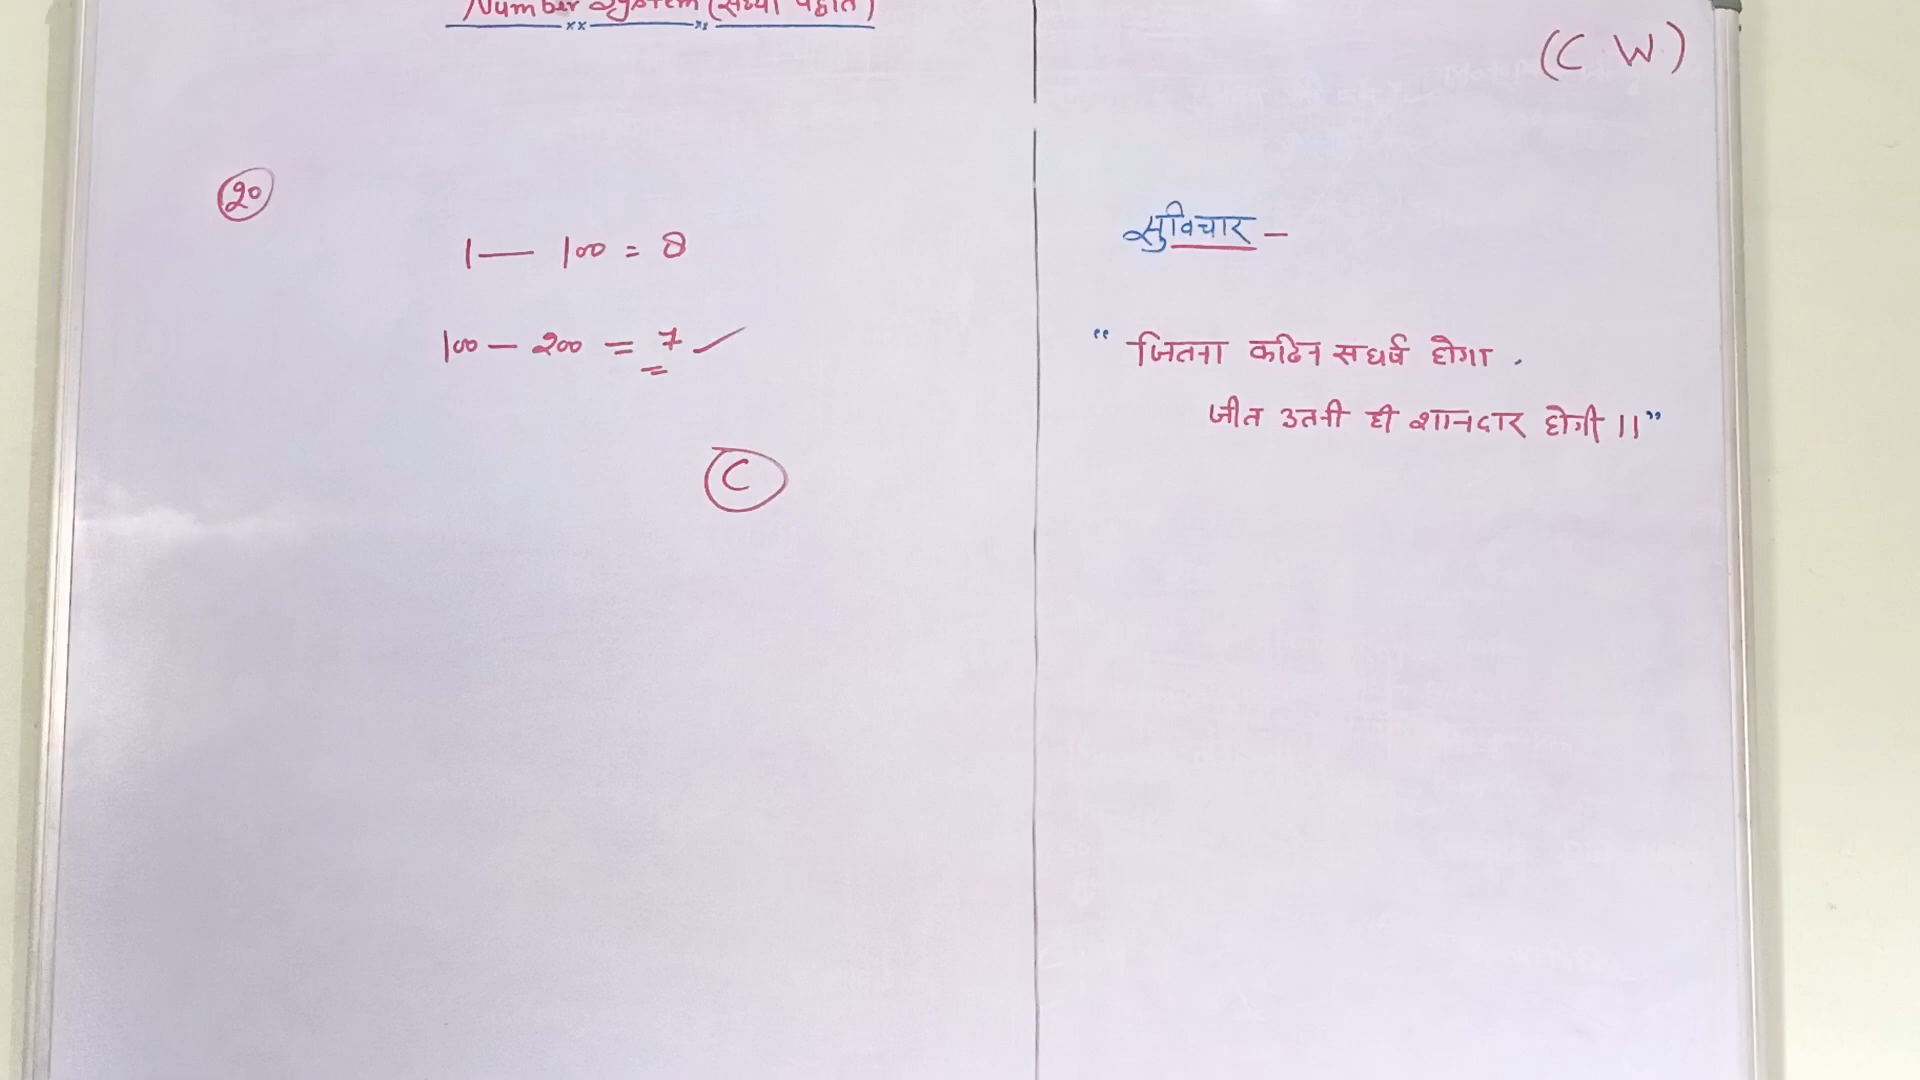 Number System (संख्या पद्धति)
(C.W.)
20
1 — 100 = 8
100 — 200 = 7 ✓
C
सुविचार –
“जितना कठिन संघर्ष होगा .
जीत उतनी ही शानदार होगी ।।”